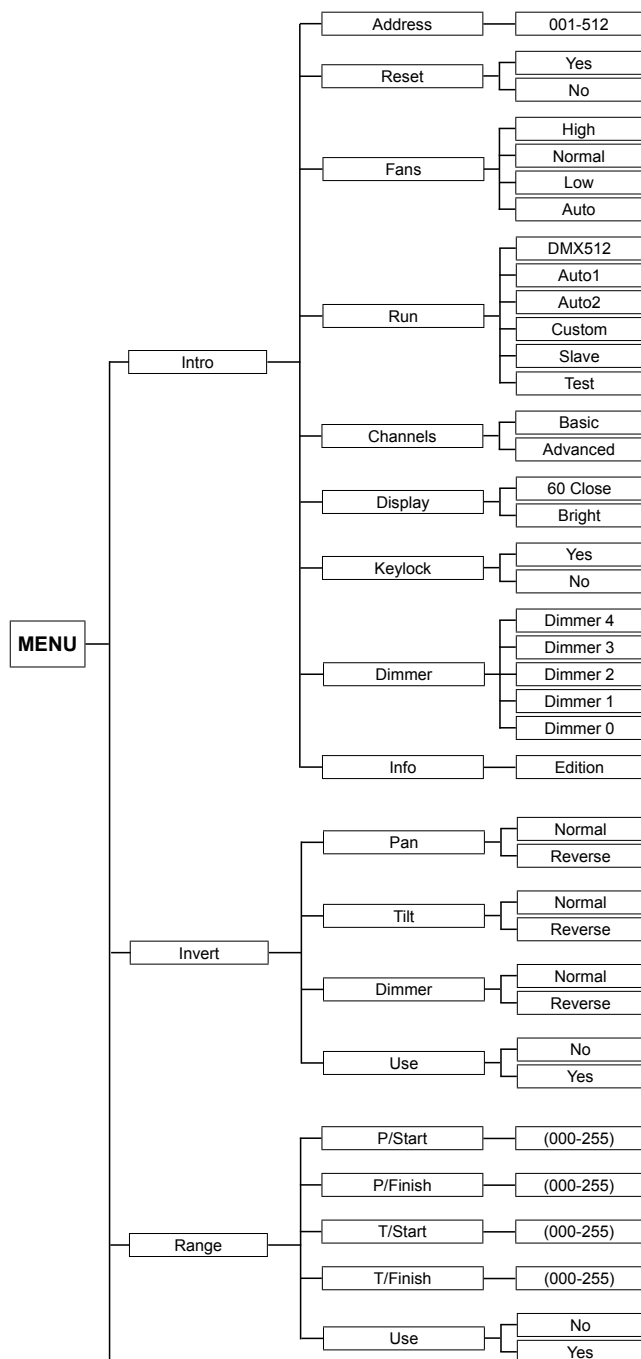 MENU
Intro
Address
001-512
Reset
Yes
No
Fans
High
Normal
Low
Auto
Run
DMX512
Auto1
Auto2
Custom
Slave
Test
Channels
Basic
Advanced
Display
60 Close
Bright
Keylock
Yes
No
Dimmer
Dimmer 4
Dimmer 3
Dimmer 2
Dimmer 1
Dimmer 0
Info
Edition
Invert
Pan
Normal
Reverse
Tilt
Normal
Reverse
Dimmer
Normal
Reverse
Use
No
Yes
Range
P/Start
(000-255)
P/Finish
(000-255)
T/Start
(000-255)
T/Finish
(000-255)
Use
No
Yes